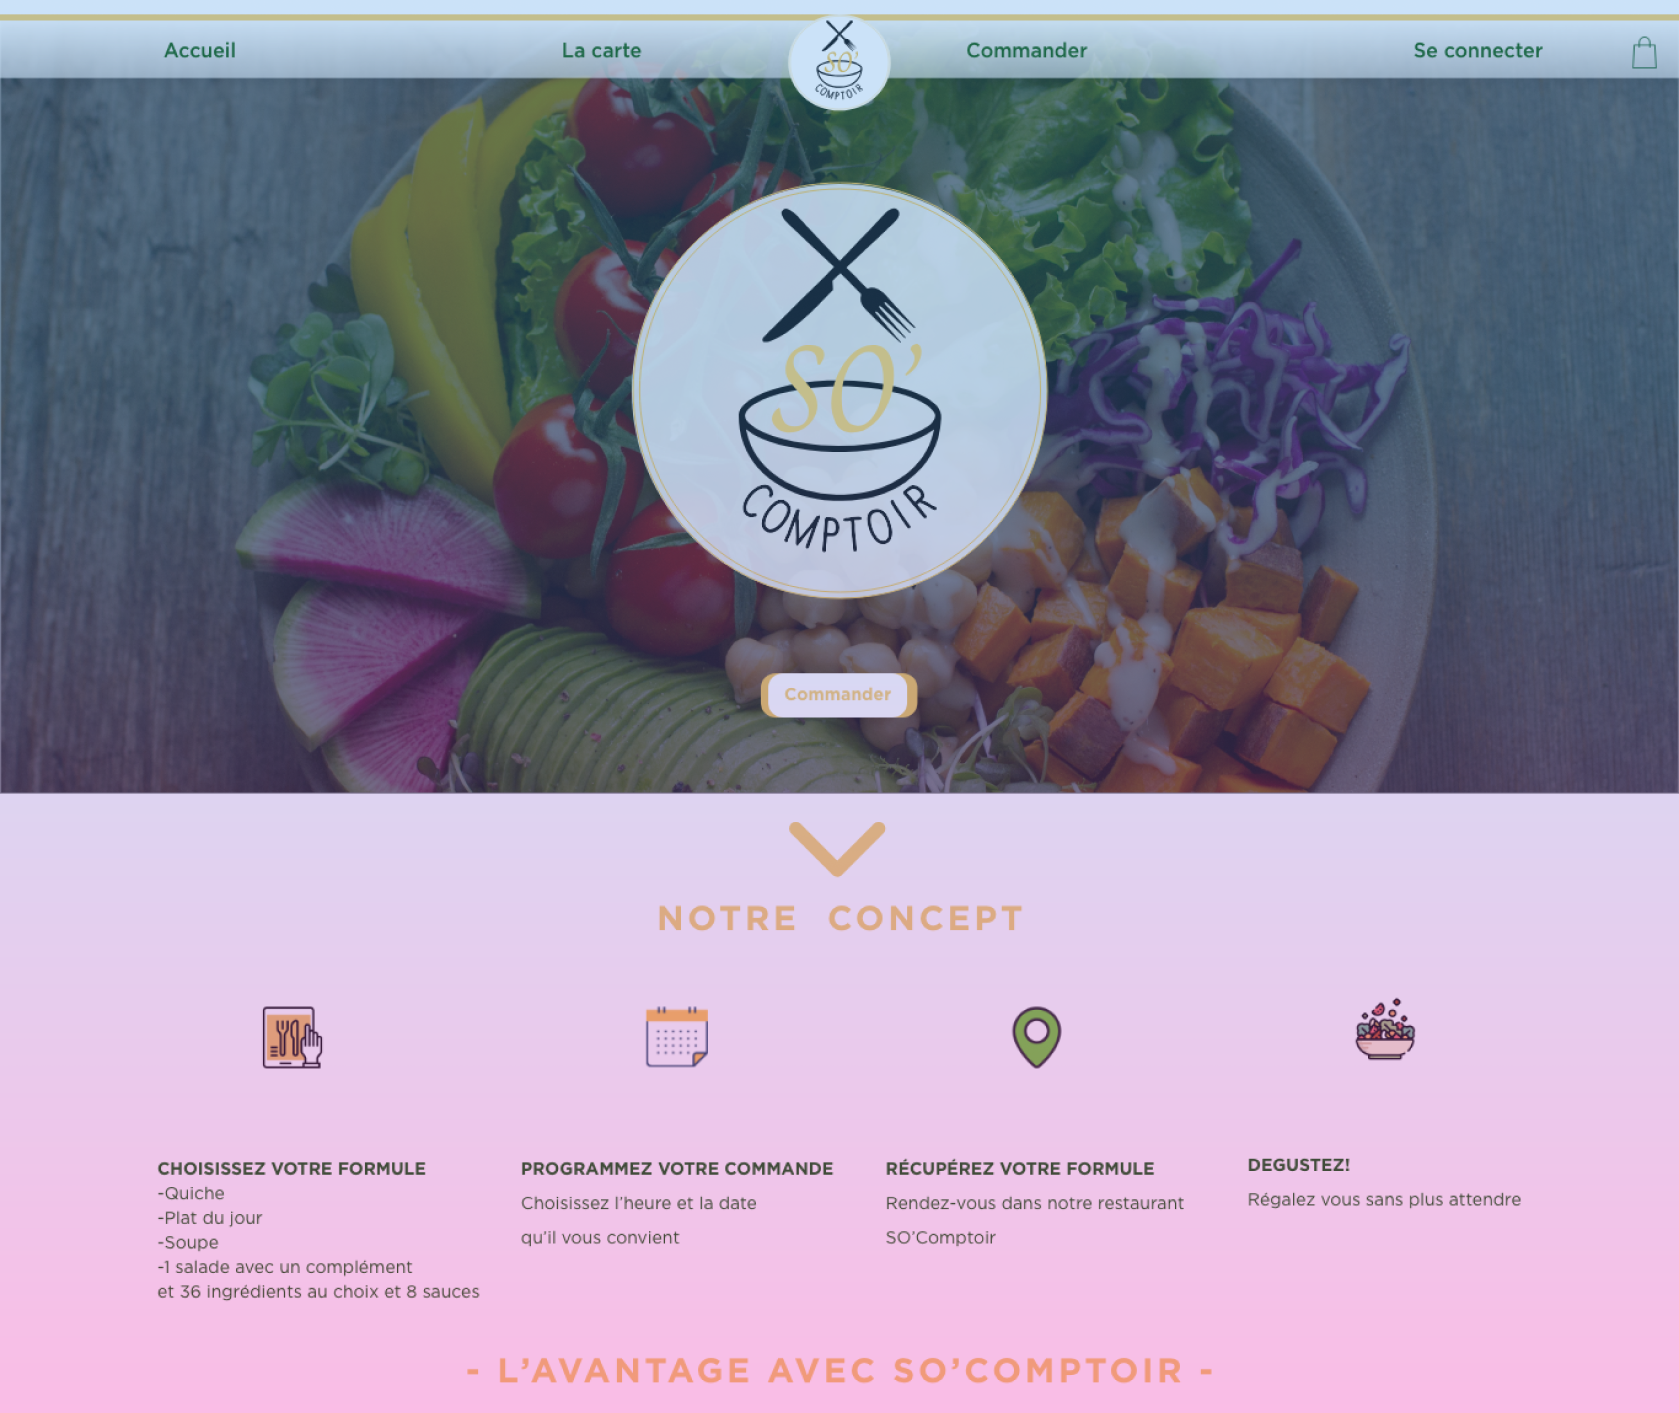 Accueil
La carte
SO'
COMPTOIR
Commander
Se connecter
SO'
COMPTOIR
Commander
NOTRE CONCEPT
CHOISISSEZ VOTRE FORMULE
-Quiche
-Plat du jour
-Soupe
-1 salade avec un complément
et 36 ingrédients au choix et 8 sauces
PROGRAMMEZ VOTRE COMMANDE
Choisissez l'heure et la date
qu'il vous convient
RÉCUPÉREZ VOTRE FORMULE
Rendez-vous dans notre restaurant
SO'Comptoir
DEGUSTEZ!
Régalez vous sans plus attendre
- L'AVANTAGE AVEC SO'COMPTOIR -